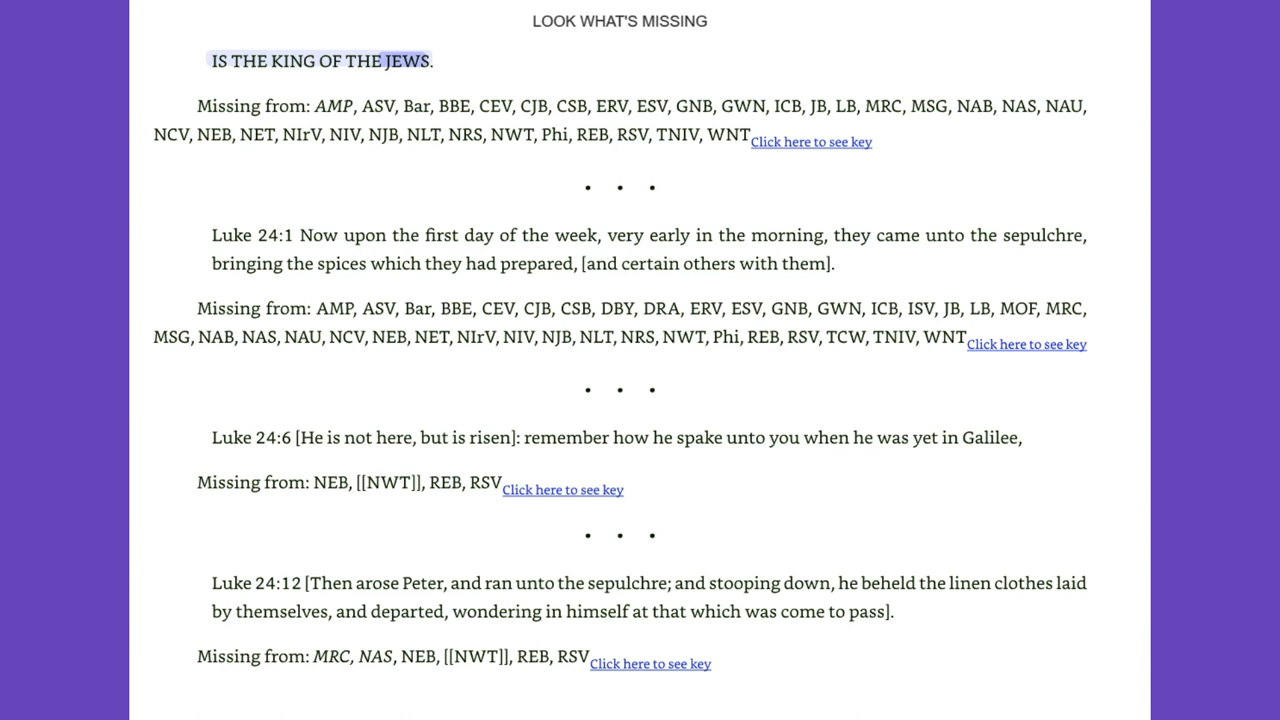 LOOK WHAT'S MISSING
IS THE KING OF THE JEWS.
Missing from: AMP, ASV, Bar, BBE, CEV, CJB, CSB, ERV, ESV, GNB, GWN, ICB, JB, LB, MRC, MSG, NAB, NAS, NAU,
NCV, NEB, NET, NIrV, NIV, NJB, NLT, NRS, NWT, Phi, REB, RSV, TNIV, WNT Click here to see key
• • •
Luke 24:1 Now upon the first day of the week, very early in the morning, they came unto the sepulchre,
bringing the spices which they had prepared, [and certain others with them].
Missing from: AMP, ASV, Bar, BBE, CEV, CJB, CSB, DBY, DRA, ERV, ESV, GNB, GWN, ICB, ISV, JB, LB, MOF, MRC,
MSG, NAB, NAS, NAU, NCV, NEB, NET, NIrV, NIV, NJB, NLT, NRS, NWT, Phi, REB, RSV, TCW, TNIV, WNT Click here to see key
• • •
Luke 24:6 [He is not here, but is risen]: remember how he spake unto you when he was yet in Galilee,
Missing from: NEB, [[NWT]], REB, RSV Click here to see key
• • •
Luke 24:12 [Then arose Peter, and ran unto the sepulchre; and stooping down, he beheld the linen clothes laid
by themselves, and departed, wondering in himself at that which was come to pass].
Missing from: MRC, NAS, NEB, [[NWT]], REB, RSV Click here to see key